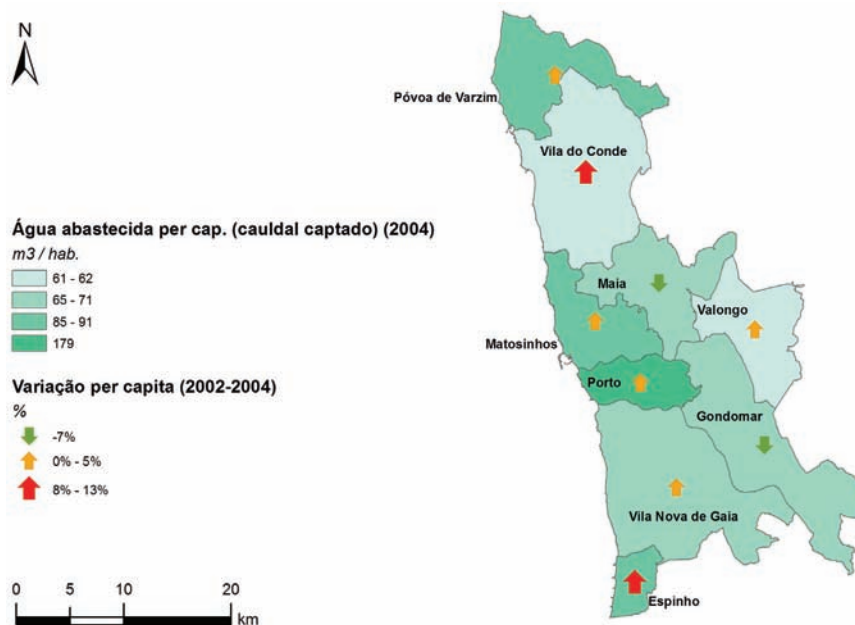 N
Póvoa de Varzim
Vila do Conde
Água abastecida per cap. (cauldal captado) (2004)
m3 / hab.
61 - 62
65 - 71
85 - 91
179
Maia
Valongo
Matosinhos
Porto
Gondomar
Variação per capita (2002-2004)
%
-7%
0% - 5%
8% - 13%
Vila Nova de Gaia
Espinho
0 5 10 20
km